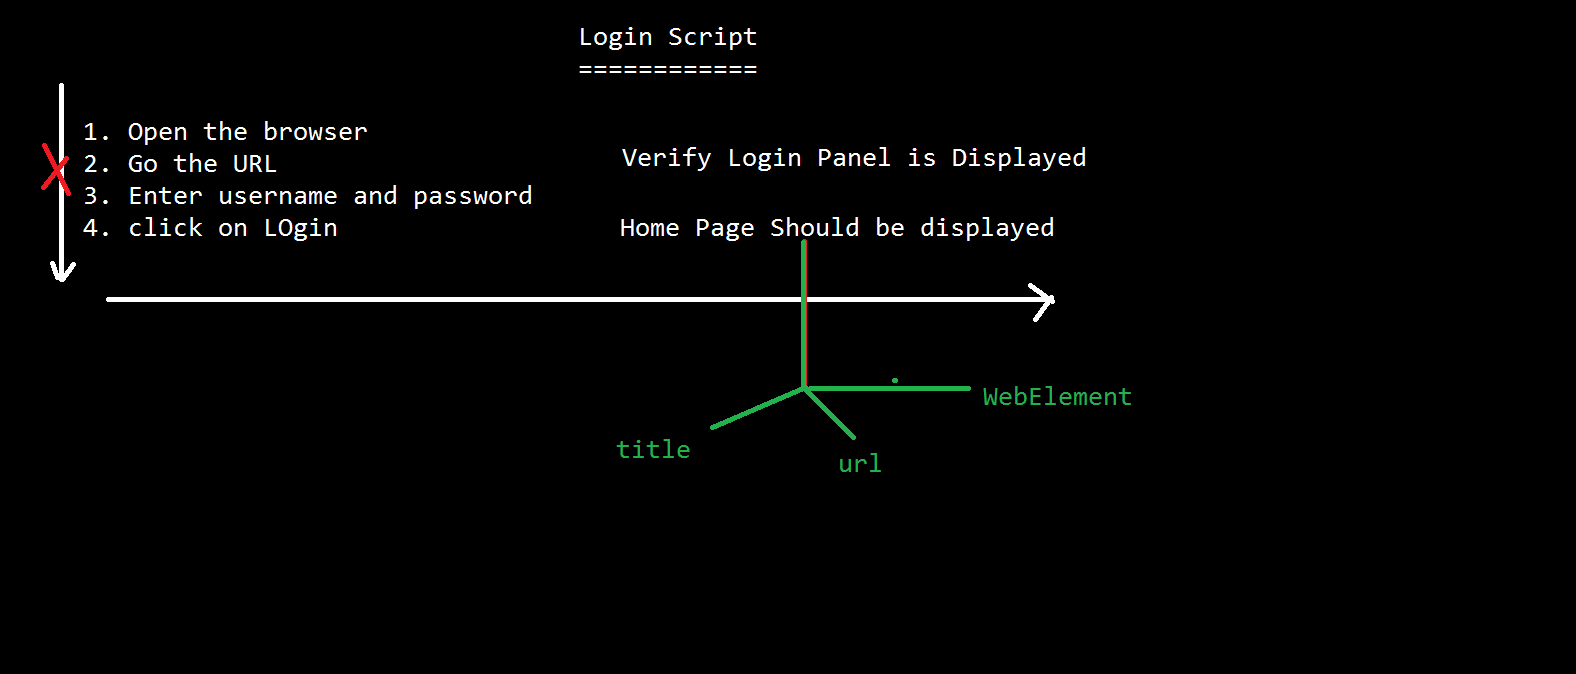 Login Script
============
1. Open the browser
Verify Login Panel is Displayed
2. Go the URL
3. Enter username and password
4. click on LOgin
Home Page Should be displayed
WebElement
title
url